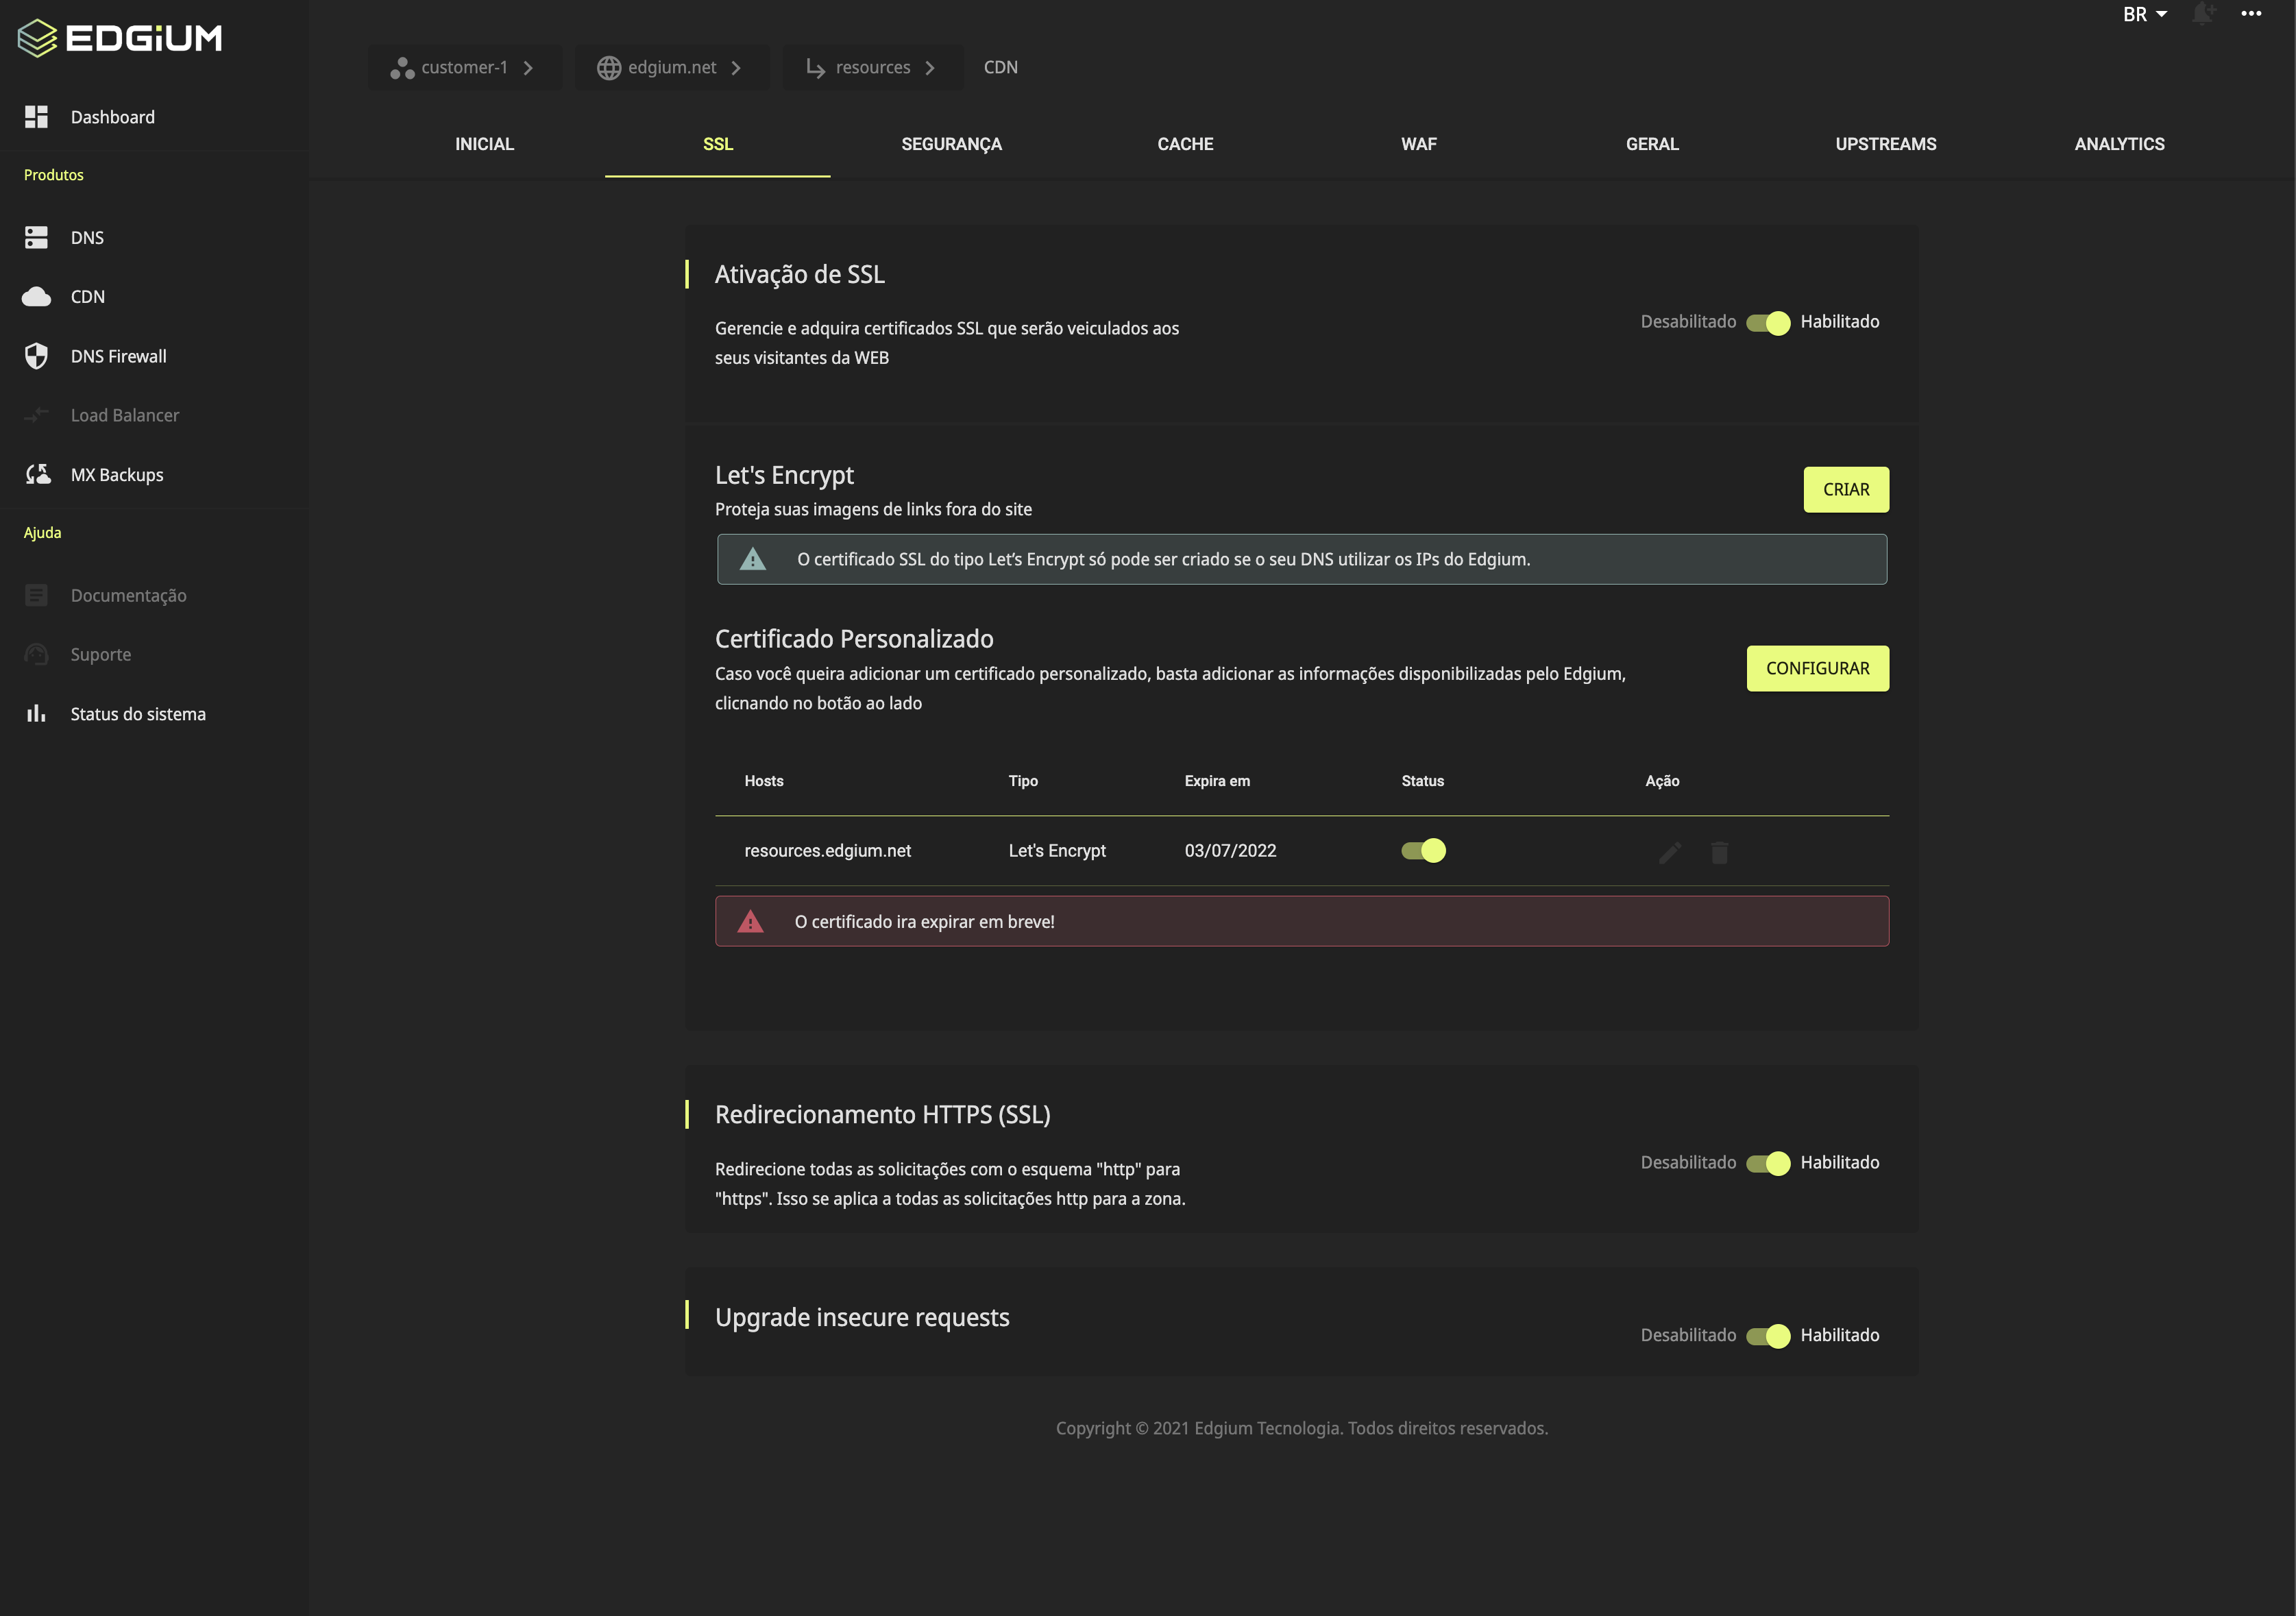 EDGiUM
BR
customer-1
edgium.net
resources
CDN
Dashboard
Produtos
DNS
CDN
DNS Firewall
Load Balancer
MX Backups
Ajuda
Documentação
Suporte
Status do sistema
INICIAL
SSL
SEGURANÇA
CACHE
WAF
GERAL
UPSTREAMS
ANALYTICS
Ativação de SSL
Gerencie e adquira certificados SSL que serão veiculados aos
seus visitantes da WEB
Desabilitado
Habilitado
Let's Encrypt
Proteja suas imagens de links fora do site
CRIAR
O certificado SSL do tipo Let’s Encrypt só pode ser criado se o seu DNS utilizar os IPs do Edgium.
Certificado Personalizado
Caso você queira adicionar um certificado personalizado, basta adicionar as informações disponibilizadas pelo Edgium,
clicnando no botão ao lado
CONFIGURAR
Hosts Tipo Expira em Status Ação
resources.edgium.net Let's Encrypt 03/07/2022
O certificado ira expirar em breve!
Redirecionamento HTTPS (SSL)
Redirecione todas as solicitações com o esquema "http" para
"https". Isso se aplica a todas as solicitações http para a zona.
Desabilitado
Habilitado
Upgrade insecure requests
Desabilitado
Habilitado
Copyright © 2021 Edgium Tecnologia. Todos direitos reservados.